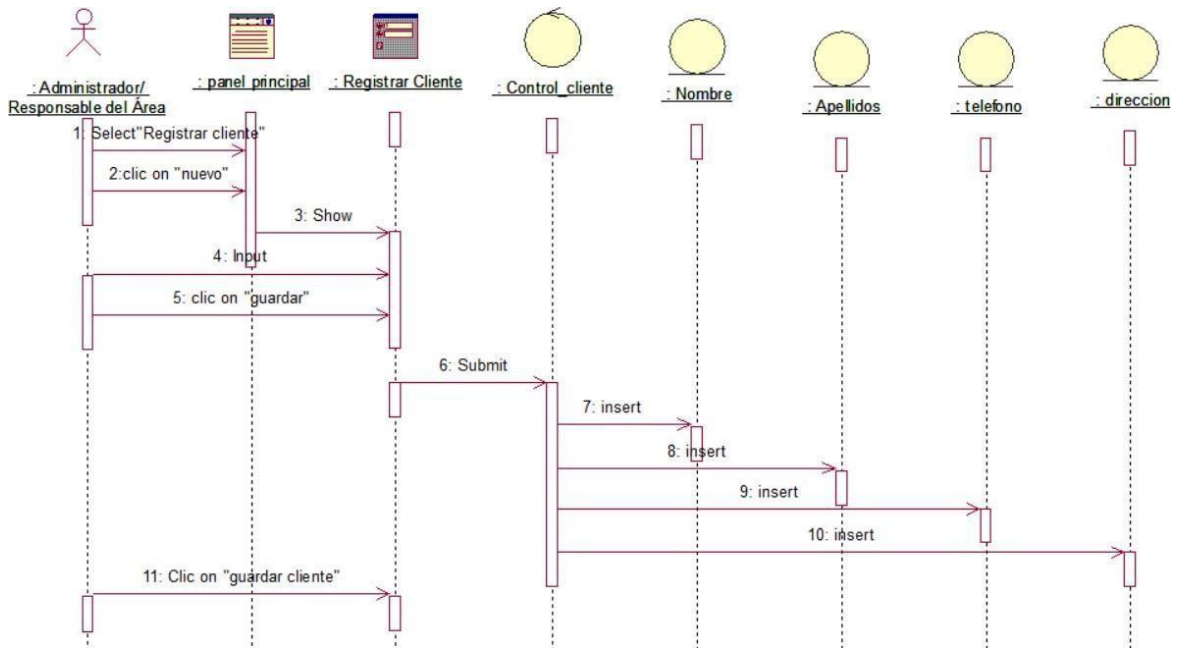 : Administrador/
Responsable del Área
: panel principal
: Registrar Cliente
: Control_cliente
: Nombre
: Apellidos
: telefono
: direccion
1: Select"Registrar cliente"
2:clic on "nuevo"
3: Show
4: Input
5: clic on "guardar"
6: Submit
7: insert
8: insert
9: insert
10: insert
11: Clic on "guardar cliente"